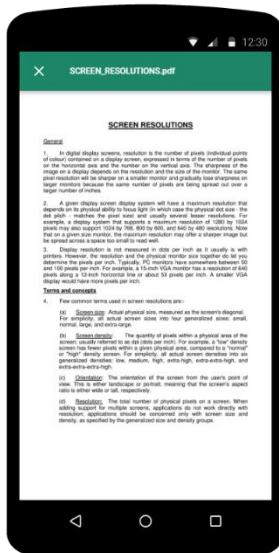 12:30
SCREEN_RESOLUTIONS.pdf
SCREEN RESOLUTIONS
General
1. In digital display screens, resolution is the number of pixels (individual points
of colour) contained on a display screen, expressed in terms of the number of pixels
on the horizontal axis and the number on the vertical axis. The sharpness of the
image on a display depends on the resolution and the size of the monitor. The same
pixel resolution will be sharper on a smaller monitor and gradually lose sharpness on
larger monitors because the same number of pixels are being spread out over a
larger number of inches.
2. A given display screen display system will have a maximum resolution that
depends on its physical ability to focus light (in which case the physical dot size - the
dot pitch - matches the pixel size) and usually several lesser resolutions. For
example, a display system that supports a maximum resolution of 1280 by 1024
pixels may also support 1024 by 768, 800 by 600, and 640 by 480 resolutions. Note
that on a given size monitor, the maximum resolution may offer a sharper image but
be spread across a space too small to read well.
3. Display resolution is not measured in dots per inch as it usually is with
printers. However, the resolution and the physical monitor size together do let you
determine the pixels per inch. Typically, PC monitors have somewhere between 50
and 100 pixels per inch. For example, a 15-inch VGA monitor has a resolution of 640
pixels along a 12-inch horizontal line or about 53 pixels per inch. A smaller VGA
display would have more pixels per inch.
Terms and concepts
4. Few common terms used in screen resolutions are:-
(a) Screen size: Actual physical size, measured as the screen's diagonal.
For simplicity, all actual screen sizes into four generalized sizes: small,
normal, large, and extra-large.
(b) Screen density: The quantity of pixels within a physical area of the
screen; usually referred to as dpi (dots per inch). For example, a "low" density
screen has fewer pixels within a given physical area, compared to a "normal"
or "high" density screen. For simplicity, all actual screen densities into six
generalized densities: low, medium, high, extra-high, extra-extra-high, and
extra-extra-extra-high.
(c) Orientation: The orientation of the screen from the user's point of
view. This is either landscape or portrait, meaning that the screen's aspect
ratio is either wide or tall, respectively.
(d) Resolution: The total number of physical pixels on a screen. When
adding support for multiple screens, applications do not work directly with
resolution; applications should be concerned only with screen size and
density, as specified by the generalized size and density groups.